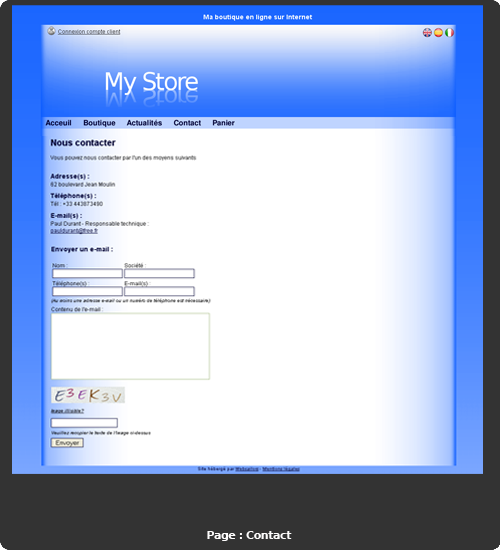 Ma boutique en ligne sur Internet
Connexion compte client
My Store
Acceuil Boutique Actualités Contact Panier
Nous contacter
Vous pouvez nous contacter par l'un des moyens suivants
Adresse(s) :
62 boulevard Jean Moulin
Téléphone(s) :
Tél : +33 443873490
E-mail(s) :
Paul Durant - Responsable technique :
pauldurant@free.fr
Envoyer un e-mail :
Nom : Société :
Téléphone(s) : E-mail(s) :
(Au moins une adresse e-mail ou un numéro de téléphone est nécessaire)
Contenu de l'e-mail :
E3EK3V
Image illisible?
Veuillez recopier le texte de l'image ci-dessus
Envoyer
Site hébergé par - Mentions légales
Page : Contact